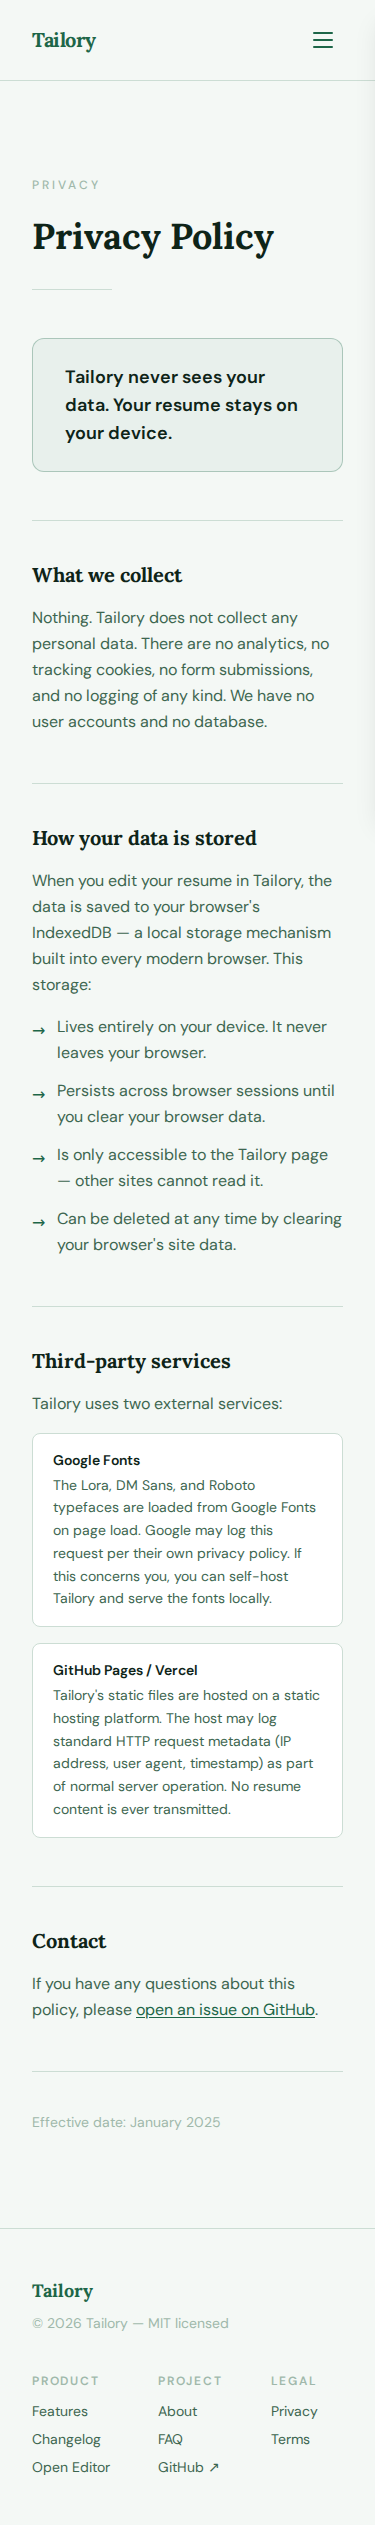 Tailory
PRIVACY
Privacy Policy
Tailory never sees your
data. Your resume stays on
your device.
What we collect
Nothing. Tailory does not collect any
personal data. There are no analytics, no
tracking cookies, no form submissions,
and no logging of any kind. We have no
user accounts and no database.
How your data is stored
When you edit your resume in Tailory, the
data is saved to your browser's
IndexedDB — a local storage mechanism
built into every modern browser. This
storage:
→ Lives entirely on your device. It never
leaves your browser.
→ Persists across browser sessions until
you clear your browser data.
→ Is only accessible to the Tailory page
— other sites cannot read it.
→ Can be deleted at any time by clearing
your browser's site data.
Third-party services
Tailory uses two external services:
Google Fonts
The Lora, DM Sans, and Roboto
typefaces are loaded from Google Fonts
on page load. Google may log this
request per their own privacy policy. If
this concerns you, you can self-host
Tailory and serve the fonts locally.
GitHub Pages / Vercel
Tailory's static files are hosted on a static
hosting platform. The host may log
standard HTTP request metadata (IP
address, user agent, timestamp) as part
of normal server operation. No resume
content is ever transmitted.
Contact
If you have any questions about this
policy, please open an issue on GitHub.
Effective date: January 2025
Tailory
© 2026 Tailory — MIT licensed
PRODUCT
Features
Changelog
Open Editor
PROJECT
About
FAQ
GitHub ↗
LEGAL
Privacy
Terms